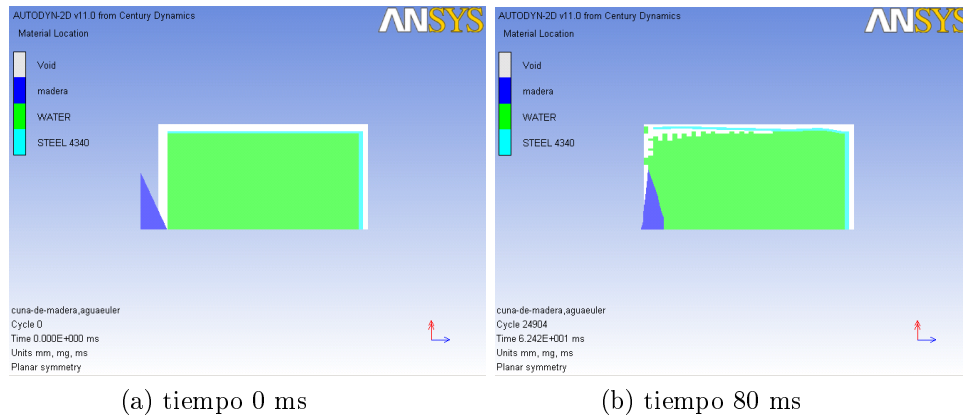 AUTODYN-2D v11.0 from Century Dynamics
ANSYS
Material Location
Void
madera
WATER
STEEL 4340
cuna-de-madera,aguaeuler
Cycle 0
Time 0.000E+000 ms
Units mm, mg, ms
Planar symmetry
(a) tiempo 0 ms
AUTODYN-2D v11.0 from Century Dynamics
ANSYS
Material Location
Void
madera
WATER
STEEL 4340
cuna-de-madera,aguaeuler
Cycle 24904
Time 6.242E+001 ms
Units mm, mg, ms
Planar symmetry
(b) tiempo 80 ms